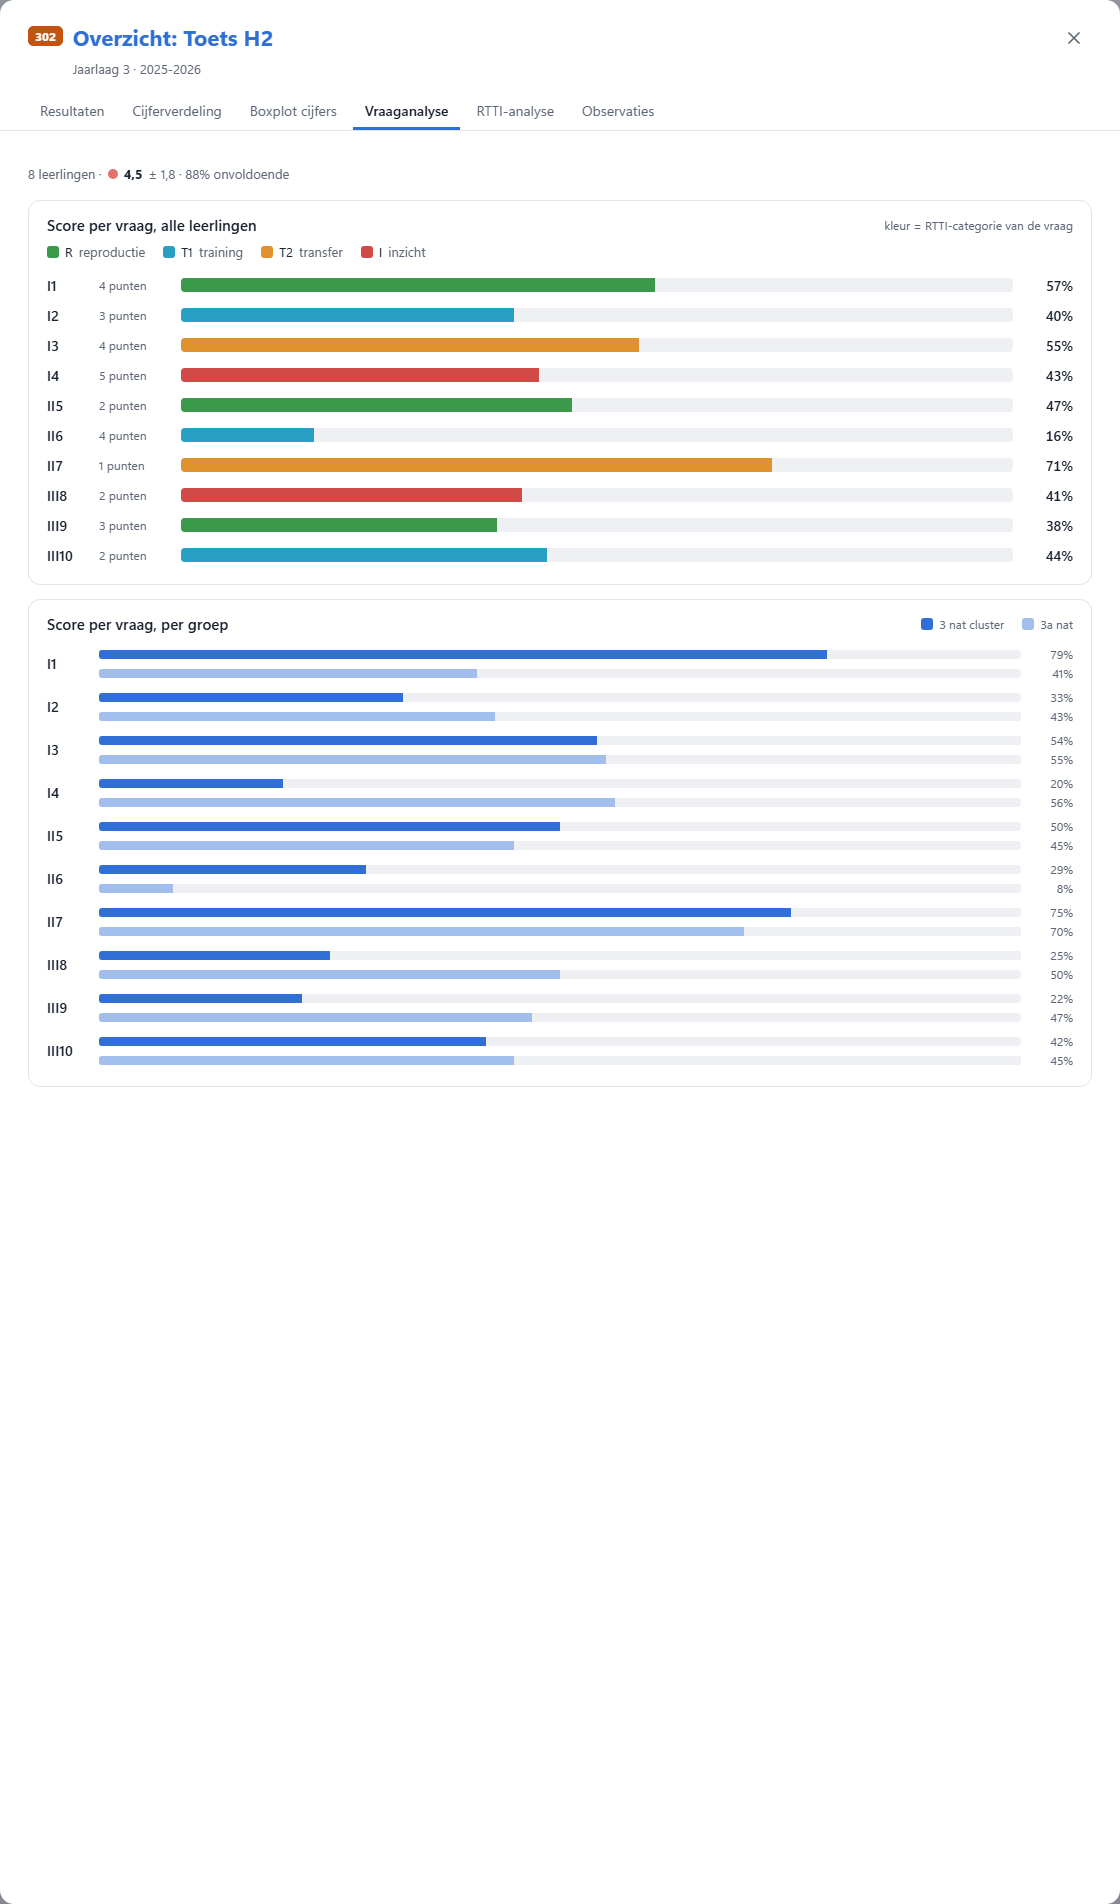 302 Overzicht: Toets H2
Jaarlaag 3 · 2025-2026
Resultaten Cijferverdeling Boxplot cijfers Vraaganalyse RTTI-analyse Observaties
8 leerlingen · 4,5 ± 1,8 · 88% onvoldoende
Score per vraag, alle leerlingen kleur = RTTI-categorie van de vraag
R reproductie T1 training T2 transfer I inzicht
I1 4 punten 57%
I2 3 punten 40%
I3 4 punten 55%
I4 5 punten 43%
II5 2 punten 47%
II6 4 punten 16%
II7 1 punten 71%
III8 2 punten 41%
III9 3 punten 38%
III10 2 punten 44%
Score per vraag, per groep 3 nat cluster 3a nat
I1 79%
41%
I2 33%
43%
I3 54%
55%
I4 20%
56%
II5 50%
45%
II6 29%
8%
II7 75%
70%
III8 25%
50%
III9 22%
47%
III10 42%
45%